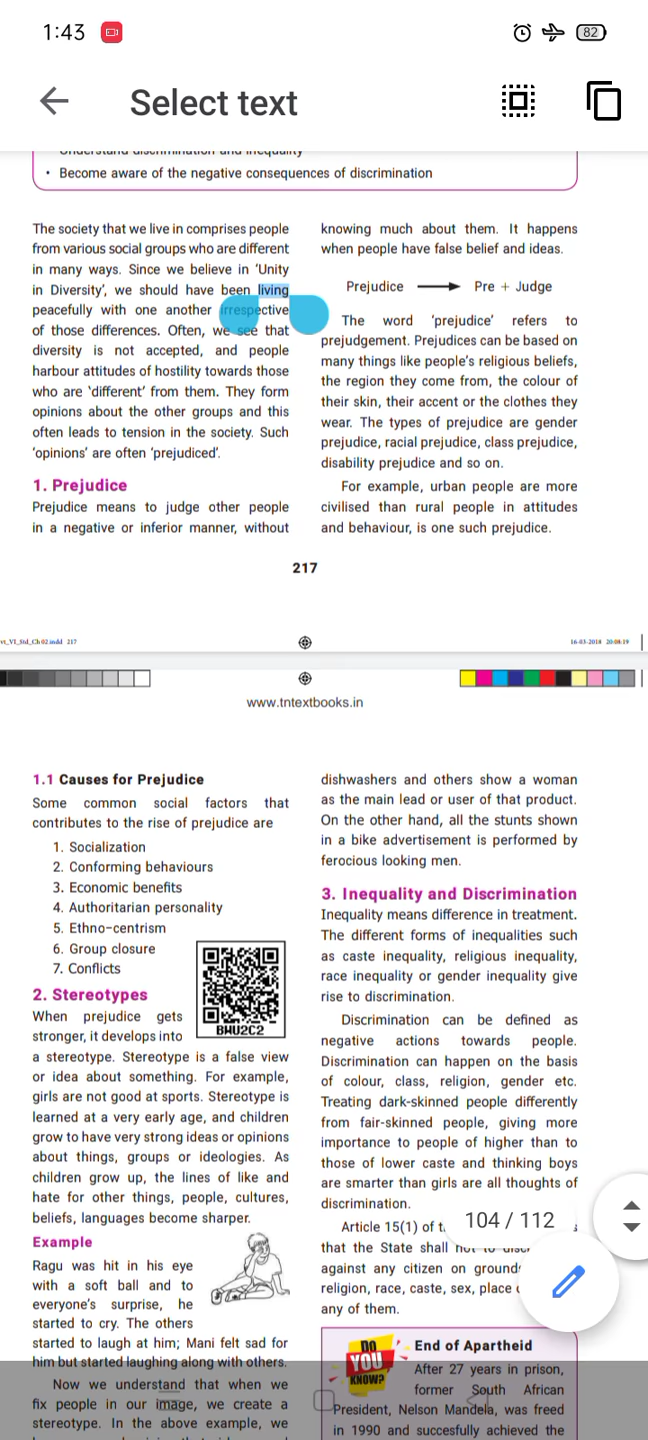 1:43
82
Select text
Understand discrimination and inequality
• Become aware of the negative consequences of discrimination
The society that we live in comprises people
from various social groups who are different
in many ways. Since we believe in ‘Unity
in Diversity’, we should have been living
peacefully with one another irrespective
of those differences. Often, we see that
diversity is not accepted, and people
harbour attitudes of hostility towards those
who are ‘different’ from them. They form
opinions about the other groups and this
often leads to tension in the society. Such
‘opinions’ are often ‘prejudiced’.
1. Prejudice
Prejudice means to judge other people
in a negative or inferior manner, without
knowing much about them. It happens
when people have false belief and ideas.
Prejudice → Pre + Judge
The word ‘prejudice’ refers to
prejudgement. Prejudices can be based on
many things like people’s religious beliefs,
the region they come from, the colour of
their skin, their accent or the clothes they
wear. The types of prejudice are gender
prejudice, racial prejudice, class prejudice,
disability prejudice and so on.
For example, urban people are more
civilised than rural people in attitudes
and behaviour, is one such prejudice.
217
VI_Std_Ch 02.indd 217
16-03-2018 20:08:19
www.tntextbooks.in
1.1 Causes for Prejudice
Some common social factors that
contributes to the rise of prejudice are
1. Socialization
2. Conforming behaviours
3. Economic benefits
4. Authoritarian personality
5. Ethno-centrism
6. Group closure
7. Conflicts
BWU2C2
2. Stereotypes
When prejudice gets
stronger, it develops into
a stereotype. Stereotype is a false view
or idea about something. For example,
girls are not good at sports. Stereotype is
learned at a very early age, and children
grow to have very strong ideas or opinions
about things, groups or ideologies. As
children grow up, the lines of like and
hate for other things, people, cultures,
beliefs, languages become sharper.
Example
Ragu was hit in his eye
with a soft ball and to
everyone’s surprise, he
started to cry. The others
started to laugh at him; Mani felt sad for
him but started laughing along with others.
Now we understand that when we
fix people in our image, we create a
stereotype. In the above example, we
dishwashers and others show a woman
as the main lead or user of that product.
On the other hand, all the stunts shown
in a bike advertisement is performed by
ferocious looking men.
3. Inequality and Discrimination
Inequality means difference in treatment.
The different forms of inequalities such
as caste inequality, religious inequality,
race inequality or gender inequality give
rise to discrimination.
Discrimination can be defined as
negative actions towards people.
Discrimination can happen on the basis
of colour, class, religion, gender etc.
Treating dark-skinned people differently
from fair-skinned people, giving more
importance to people of higher than to
those of lower caste and thinking boys
are smarter than girls are all thoughts of
discrimination.
Article 15(1) of
104 / 112
that the State shall not to
against any citizen on
religion, race, caste, sex, place
any of them.
DO YOU KNOW?
End of Apartheid
After 27 years in prison,
former South African
President, Nelson Mandela, was freed
in 1990 and succesfully achieved the